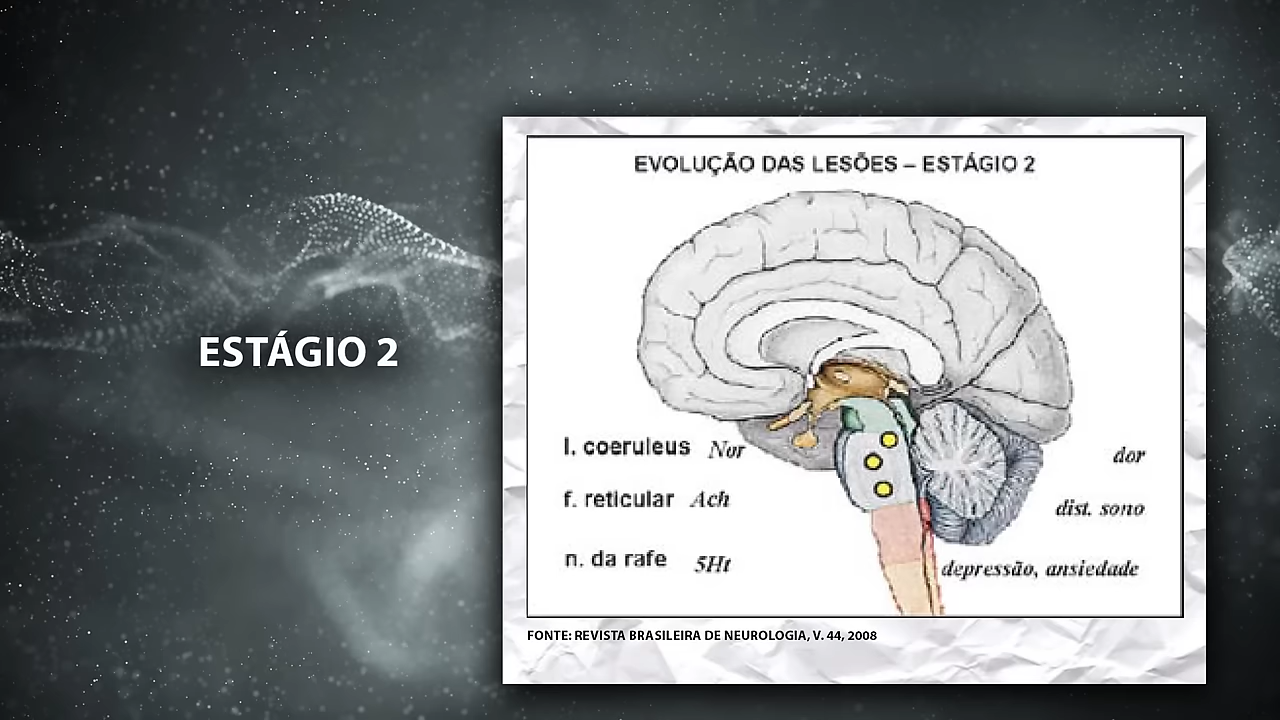 ESTÁGIO 2
EVOLUÇÃO DAS LESÕES – ESTÁGIO 2
l. coeruleus Nor
dor
f. reticular Ach
dist. sono
n. da rafe 5Ht
depressão, ansiedade
FONTE: REVISTA BRASILEIRA DE NEUROLOGIA, V. 44, 2008